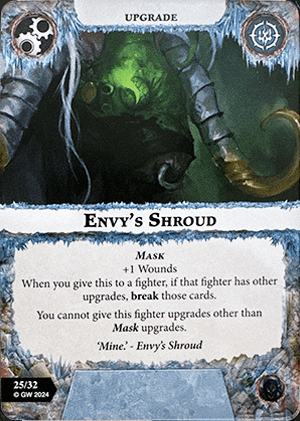 UPGRADE
ENVY'S SHROUD
MASK
+1 Wounds
When you give this to a fighter, if that fighter has other
upgrades, break those cards.
You cannot give this fighter upgrades other than
Mask upgrades.
'Mine.' - Envy's Shroud
25/32
© GW 2024